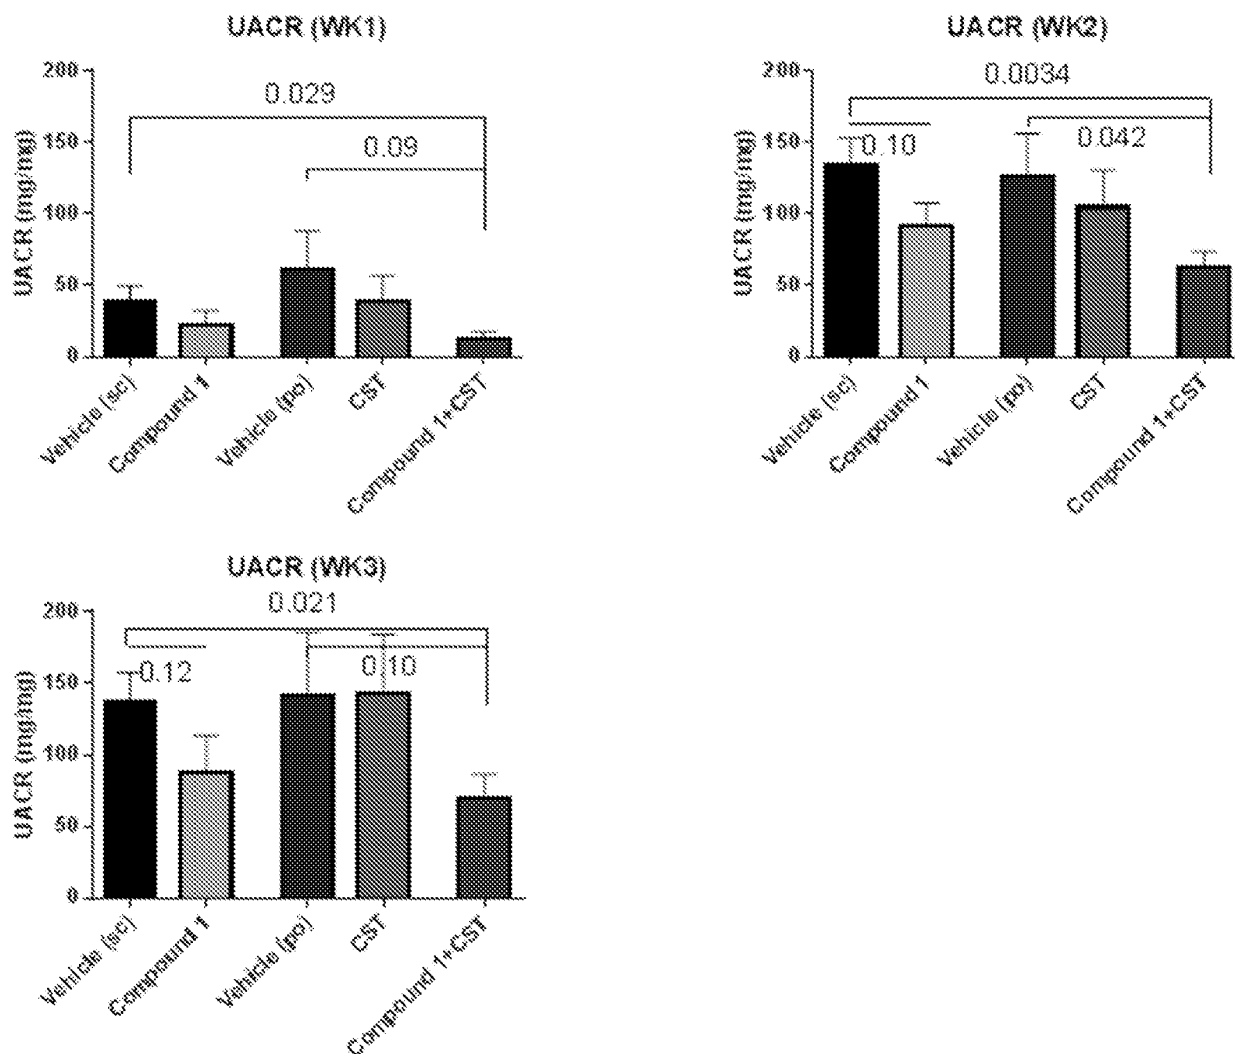 UACR (WK1)
200
150
100
50
0
UACR (mg/mg)
0.029
0.09
Vehicle (sc)
Compound 1
Vehicle (po)
CST
Compound 1+CST
UACR (WK2)
200
150
100
50
0
UACR (mg/mg)
0.0034
0.10
0.042
Vehicle (sc)
Compound 1
Vehicle (po)
CST
Compound 1+CST
UACR (WK3)
200
150
100
50
0
UACR (mg/mg)
0.021
0.12
0.10
Vehicle (sc)
Compound 1
Vehicle (po)
CST
Compound 1+CST